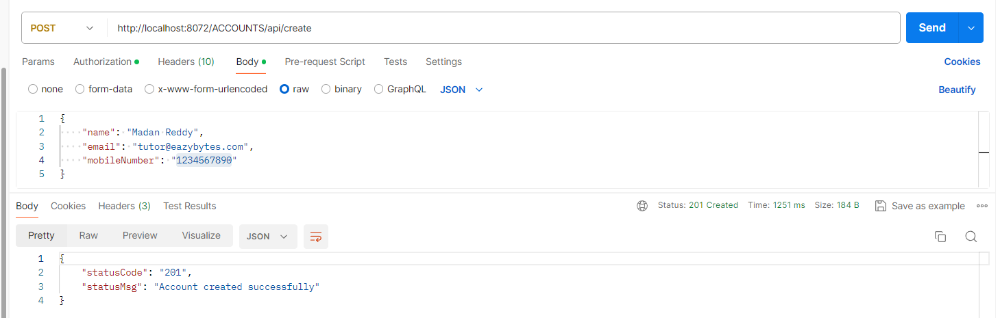 POST http://localhost:8072/ACCOUNTS/api/create Send
Params Authorization Headers (10) Body Pre-request Script Tests Settings Cookies
none form-data x-www-form-urlencoded raw binary GraphQL JSON Beautify
1 {
2 "name": "Madan Reddy",
3 "email": "tutor@eazybytes.com",
4 "mobileNumber": "1234567890"
5 }
Body Cookies Headers (3) Test Results Status: 201 Created Time: 1251 ms Size: 184 B Save as example
Pretty Raw Preview Visualize JSON
1 {
2 "statusCode": "201",
3 "statusMsg": "Account created successfully"
4 }